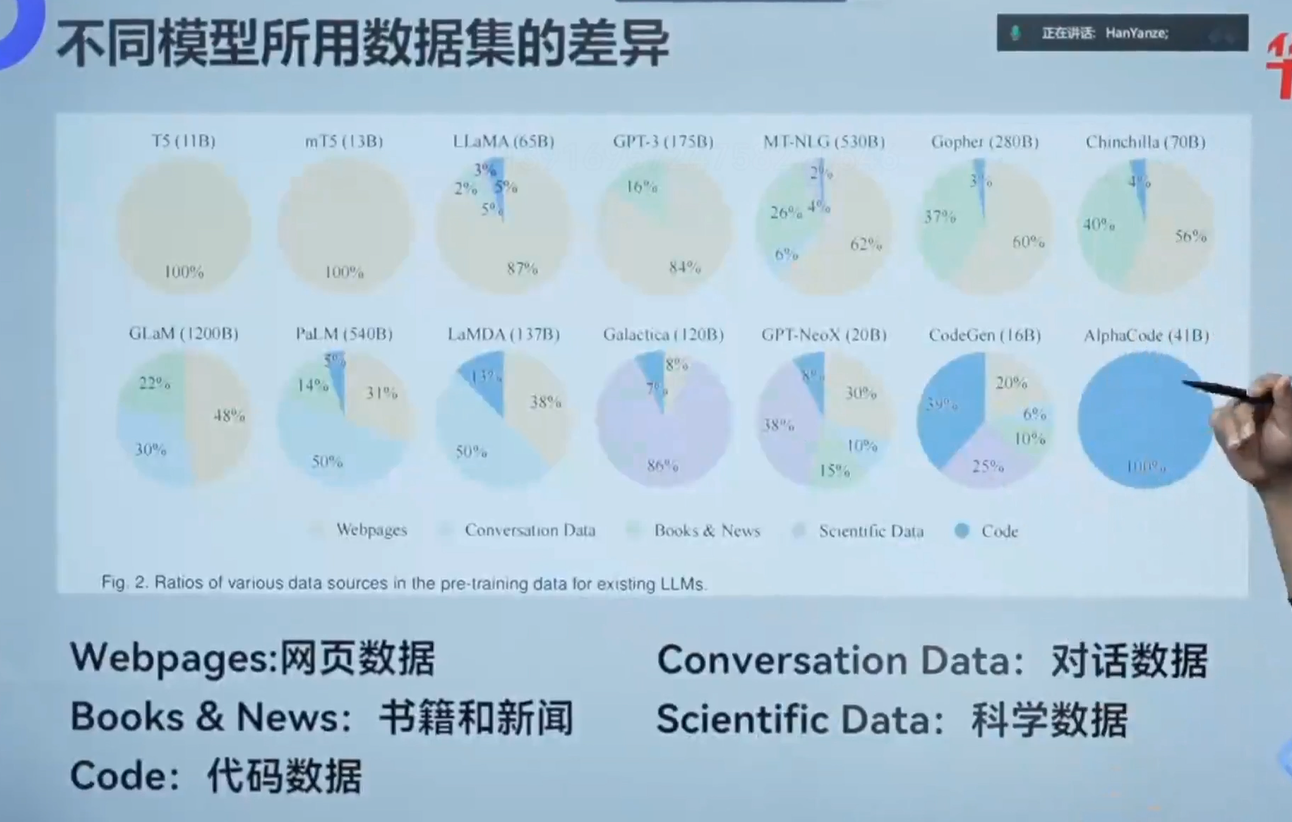 不同模型所用数据集的差异
正在讲话: HanYanze;
T5 (11B)
mT5 (13B)
LLaMA (65B)
GPT-3 (175B)
MT-NLG (530B)
Gopher (280B)
Chinchilla (70B)
100%
100%
3%
2%
5%
5%
87%
16%
84%
2%
26%
4%
62%
6%
3%
37%
60%
4%
40%
56%
GLaM (1200B)
PaLM (540B)
LaMDA (137B)
Galactica (120B)
GPT-NeoX (20B)
CodeGen (16B)
AlphaCode (41B)
22%
48%
30%
5%
14%
31%
50%
13%
38%
50%
8%
7%
86%
8%
30%
38%
10%
15%
39%
20%
6%
10%
25%
100%
Webpages Conversation Data Books & News Scientific Data Code
Fig. 2. Ratios of various data sources in the pre-training data for existing LLMs.
Webpages:网页数据
Conversation Data：对话数据
Books & News：书籍和新闻
Scientific Data：科学数据
Code：代码数据